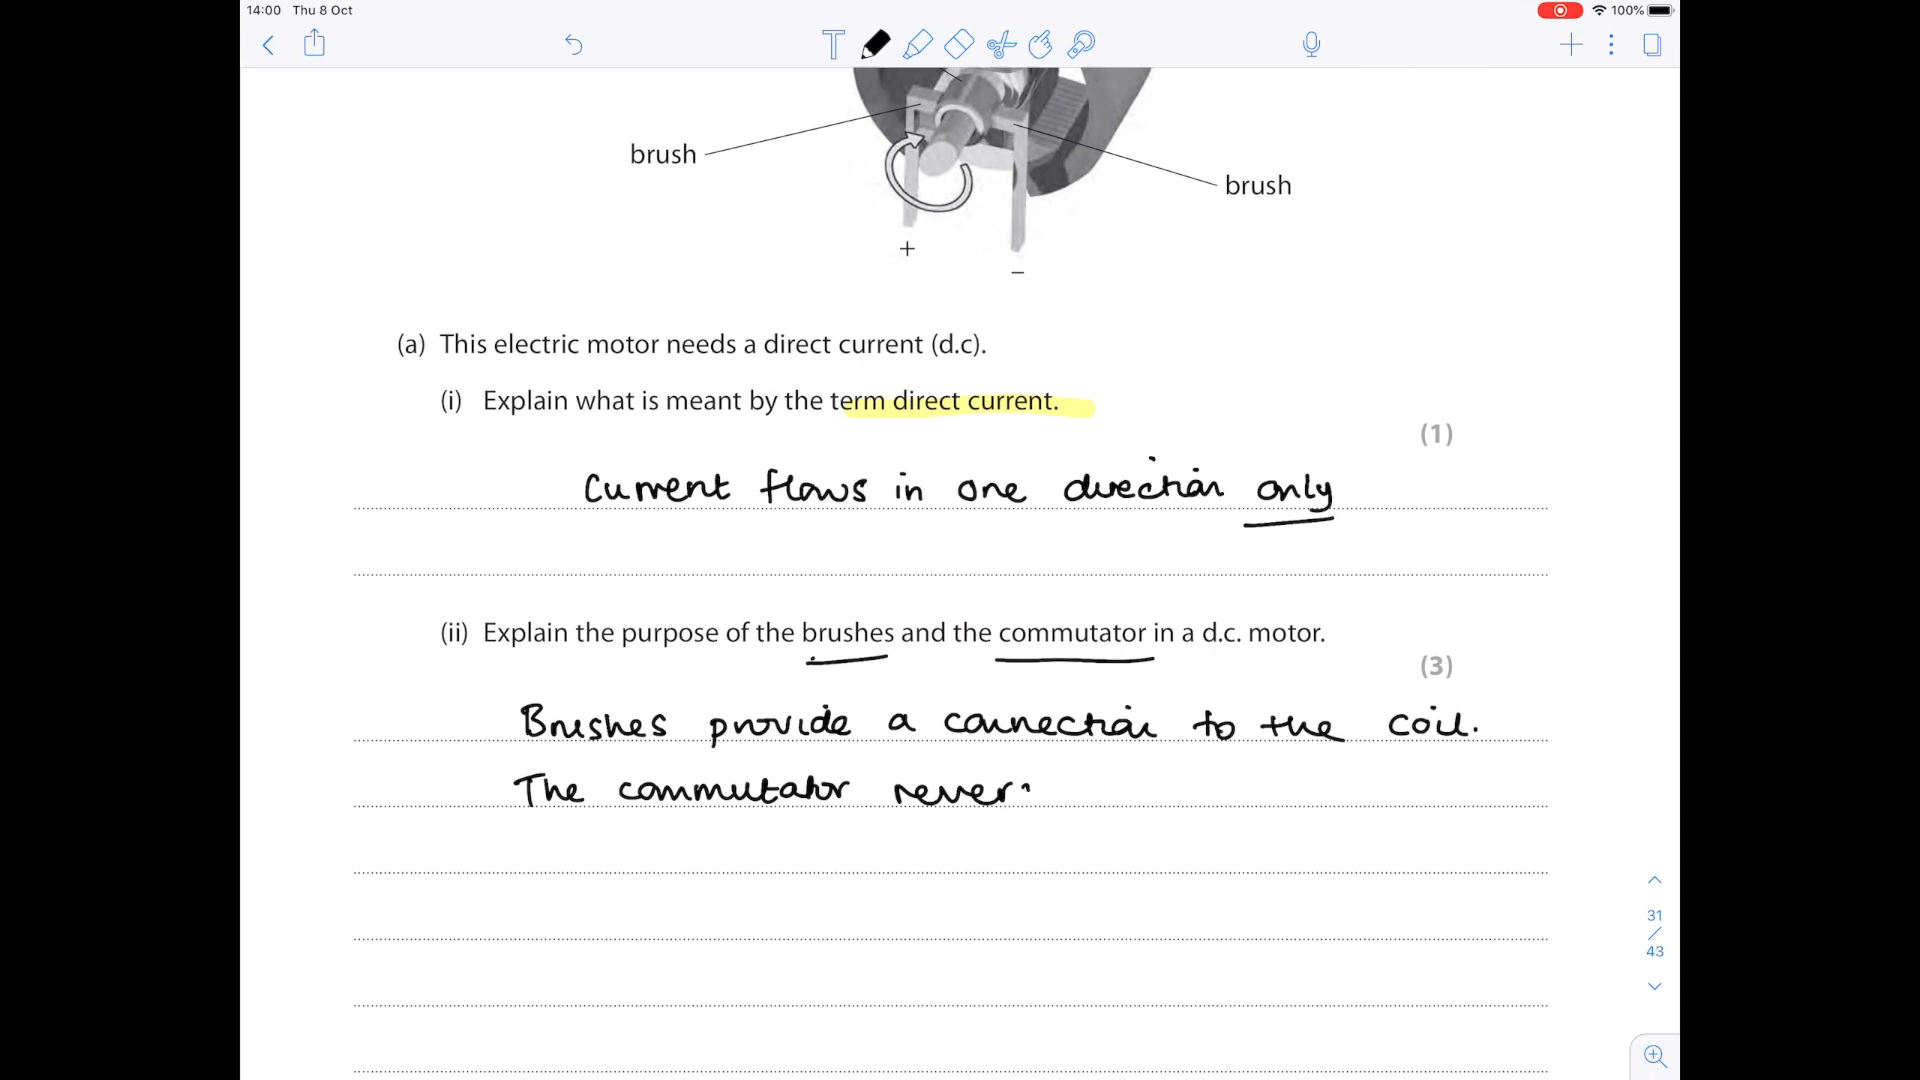 14:00 Thu 8 Oct 100%
T
brush
brush
+
−
(a) This electric motor needs a direct current (d.c).
(i) Explain what is meant by the term direct current.
(1)
Current flows in one direction only
(ii) Explain the purpose of the brushes and the commutator in a d.c. motor.
(3)
Brushes provide a connection to the coil.
The commutator rever
31
/
43